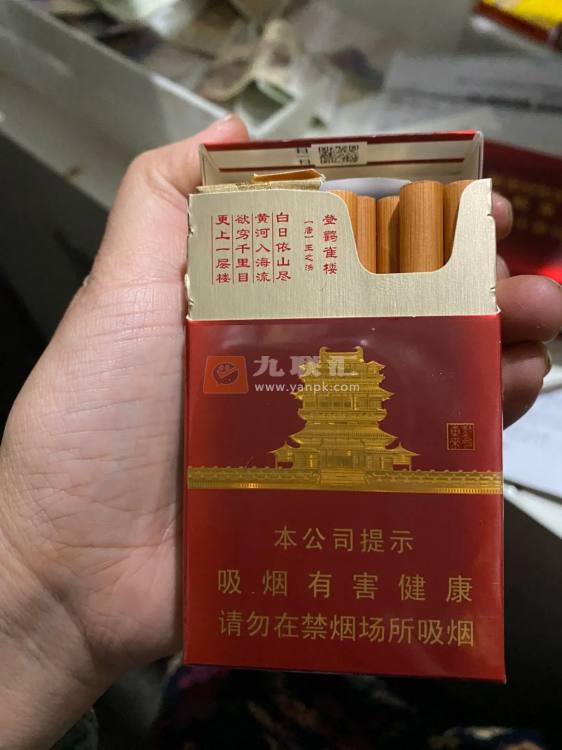 登鹳雀楼
（唐）王之涣
白日依山尽
黄河入海流
欲穷千里目
更上一层楼
九联汇
www.yanpk.com
本公司提示
吸烟有害健康
请勿在禁烟场所吸烟